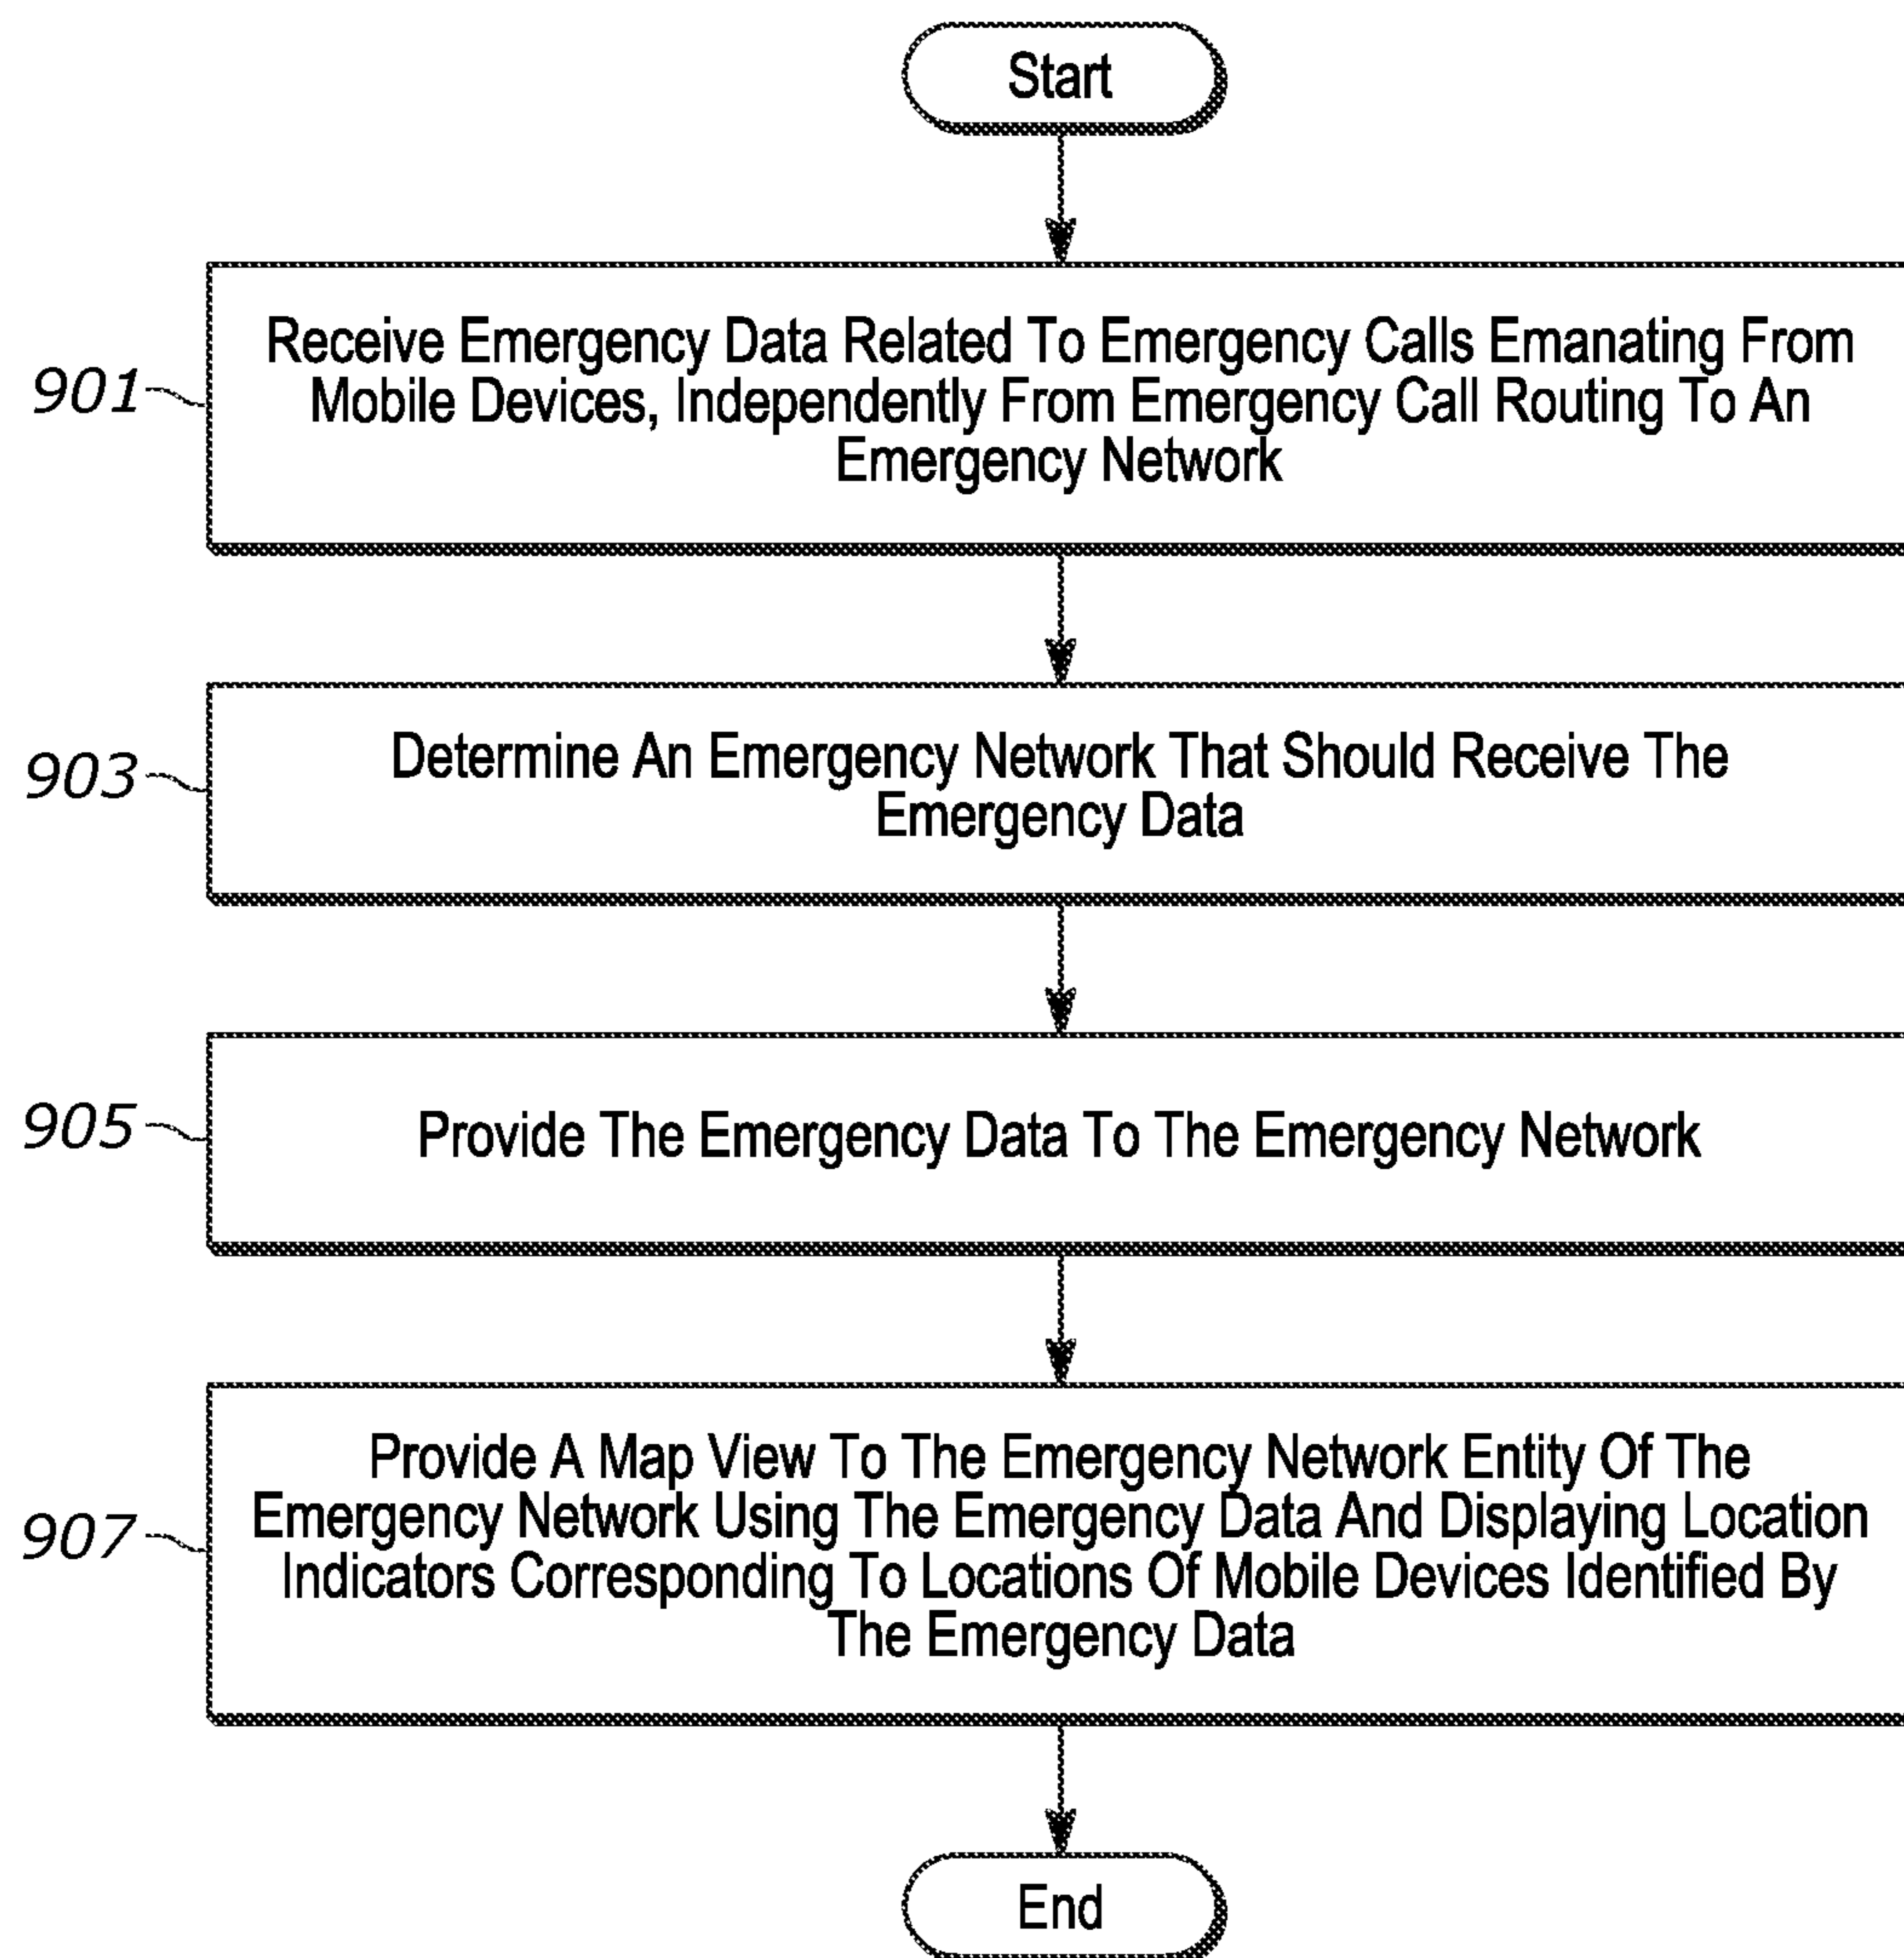 Start
901
Receive Emergency Data Related To Emergency Calls Emanating From
Mobile Devices, Independently From Emergency Call Routing To An
Emergency Network
903
Determine An Emergency Network That Should Receive The
Emergency Data
905
Provide The Emergency Data To The Emergency Network
907
Provide A Map View To The Emergency Network Entity Of The
Emergency Network Using The Emergency Data And Displaying Location
Indicators Corresponding To Locations Of Mobile Devices Identified By
The Emergency Data
End